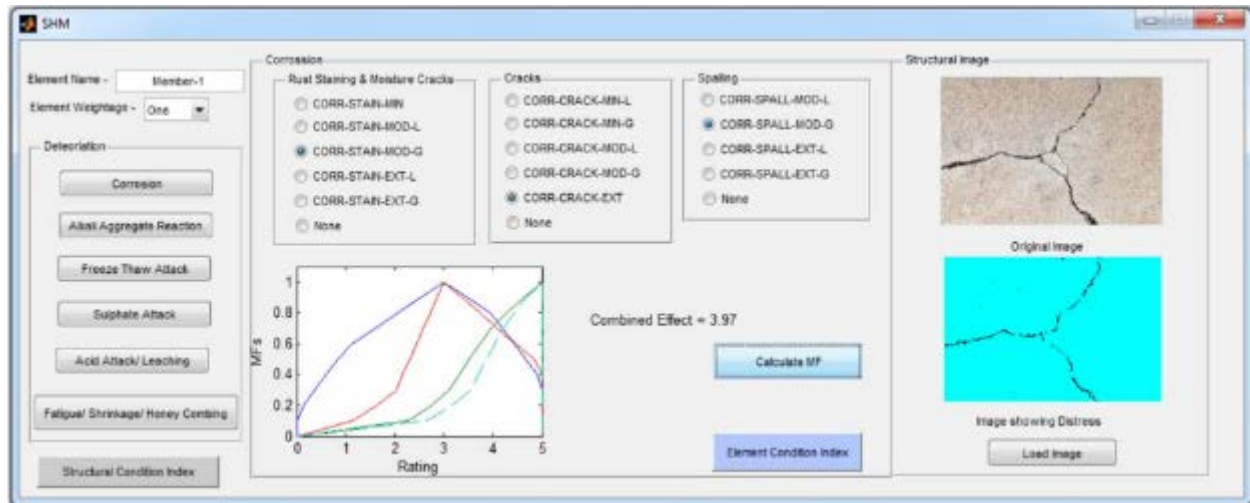 SHM
Element Name - Member-1
Element Weightage - One
Deteoriation
Corrosion
Alkali Aggregate Reaction
Freeze Thaw Attack
Sulphate Attack
Acid Attack/ Leaching
Fatigue/ Shrinkage/ Honey Combing
Structural Condition Index
Corrossion
Rust Staining & Moisture Cracks
CORR-STAIN-MIN
CORR-STAIN-MOD-L
CORR-STAIN-MOD-G
CORR-STAIN-EXT-L
CORR-STAIN-EXT-G
None
Cracks
CORR-CRACK-MIN-L
CORR-CRACK-MIN-G
CORR-CRACK-MOD-L
CORR-CRACK-MOD-G
CORR-CRACK-EXT
None
Spalling
CORR-SPALL-MOD-L
CORR-SPALL-MOD-G
CORR-SPALL-EXT-L
CORR-SPALL-EXT-G
None
MFs
1
0.8
0.6
0.4
0.2
0
0 1 2 3 4 5
Rating
Combined Effect = 3.97
Calculate MF
Element Condition Index
Structural Image
Original Image
Image showing Distress
Load Image